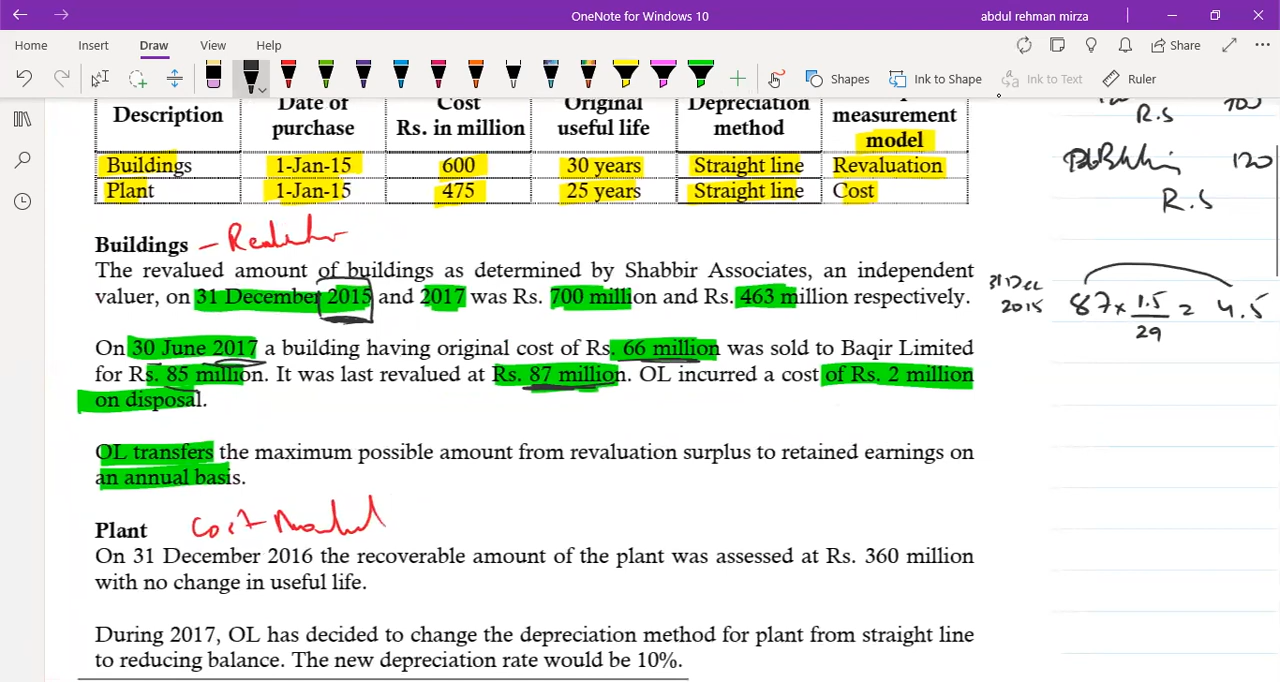 OneNote for Windows 10
abdul rehman mirza
Home Insert Draw View Help
Share
Shapes Ink to Shape Ink to Text Ruler
Description Date of purchase Cost Rs. in million Original useful life Depreciation method measurement model
Buildings 1-Jan-15 600 30 years Straight line Revaluation
Plant 1-Jan-15 475 25 years Straight line Cost
R.S 700
120
R.S
Buildings –
The revalued amount of buildings as determined by Shabbir Associates, an independent
valuer, on 31 December 2015 and 2017 was Rs. 700 million and Rs. 463 million respectively.
31 Dec
2015 87 × 1.5/29 = 4.5
On 30 June 2017 a building having original cost of Rs. 66 million was sold to Baqir Limited
for Rs. 85 million. It was last revalued at Rs. 87 million. OL incurred a cost of Rs. 2 million
on disposal.
OL transfers the maximum possible amount from revaluation surplus to retained earnings on
an annual basis.
Plant Cost Model
On 31 December 2016 the recoverable amount of the plant was assessed at Rs. 360 million
with no change in useful life.
During 2017, OL has decided to change the depreciation method for plant from straight line
to reducing balance. The new depreciation rate would be 10%.